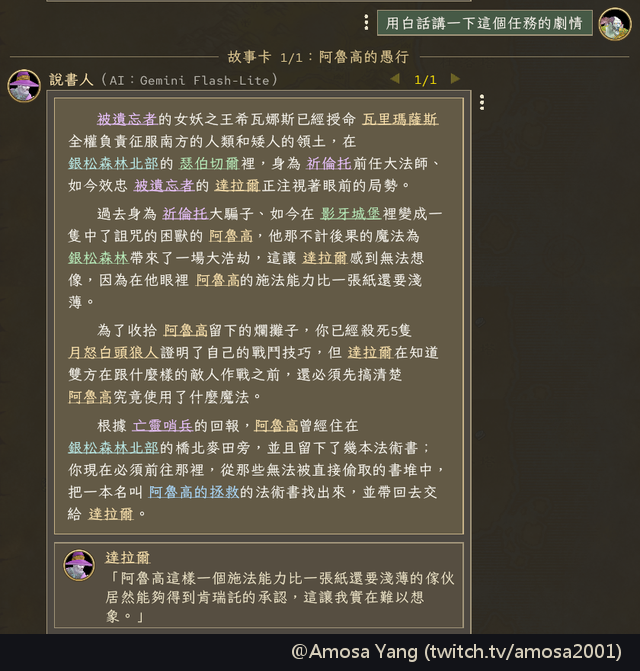 用白話講一下這個任務的劇情
故事卡 1/1：阿魯高的愚行
說書人 (AI：Gemini Flash-Lite)
1/1
被遺忘者的女妖之王希瓦娜斯已經授命 瓦里瑪薩斯
全權負責征服南方的人類和矮人的領土，在
銀松森林北部的 瑟伯切爾裡，身為 祈倫托前任大法師、
如今效忠 被遺忘者的 達拉爾正注視著眼前的局勢。
過去身為 祈倫托大騙子、如今在 影牙城堡裡變成一
隻中了詛咒的困獸的 阿魯高，他那不計後果的魔法為
銀松森林帶來了一場大浩劫，這讓 達拉爾感到無法想
像，因為在他眼裡 阿魯高的施法能力比一張紙還要淺
薄。
為了收拾 阿魯高留下的爛攤子，你已經殺死5隻
月怒白頭狼人證明了自己的戰鬥技巧，但 達拉爾在知道
雙方在跟什麼樣的敵人作戰之前，還必須先搞清楚
阿魯高究竟使用了什麼魔法。
根據 亡靈哨兵的回報，阿魯高曾經住在
銀松森林北部的橋北麥田旁，並且留下了幾本法術書；
你現在必須前往那裡，從那些無法被直接偷取的書堆中，
把一本名叫 阿魯高的拯救的法術書找出來，並帶回去交
給 達拉爾。
達拉爾
「阿魯高這樣一個施法能力比一張紙還要淺薄的傢伙
居然能夠得到肯瑞託的承認，這讓我實在難以想
象。」
@Amosa Yang (twitch.tv/amosa2001)